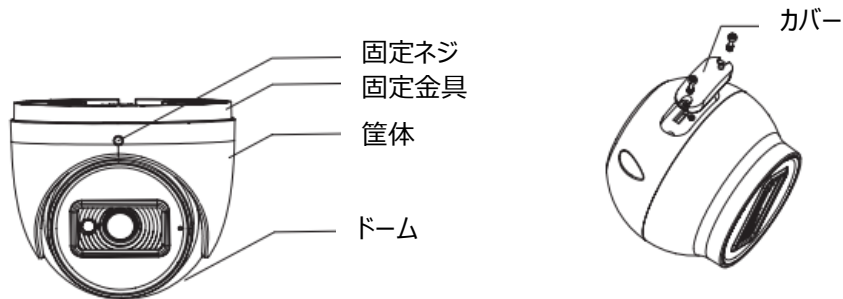 カバー
固定ネジ
固定金具
筐体
ドーム